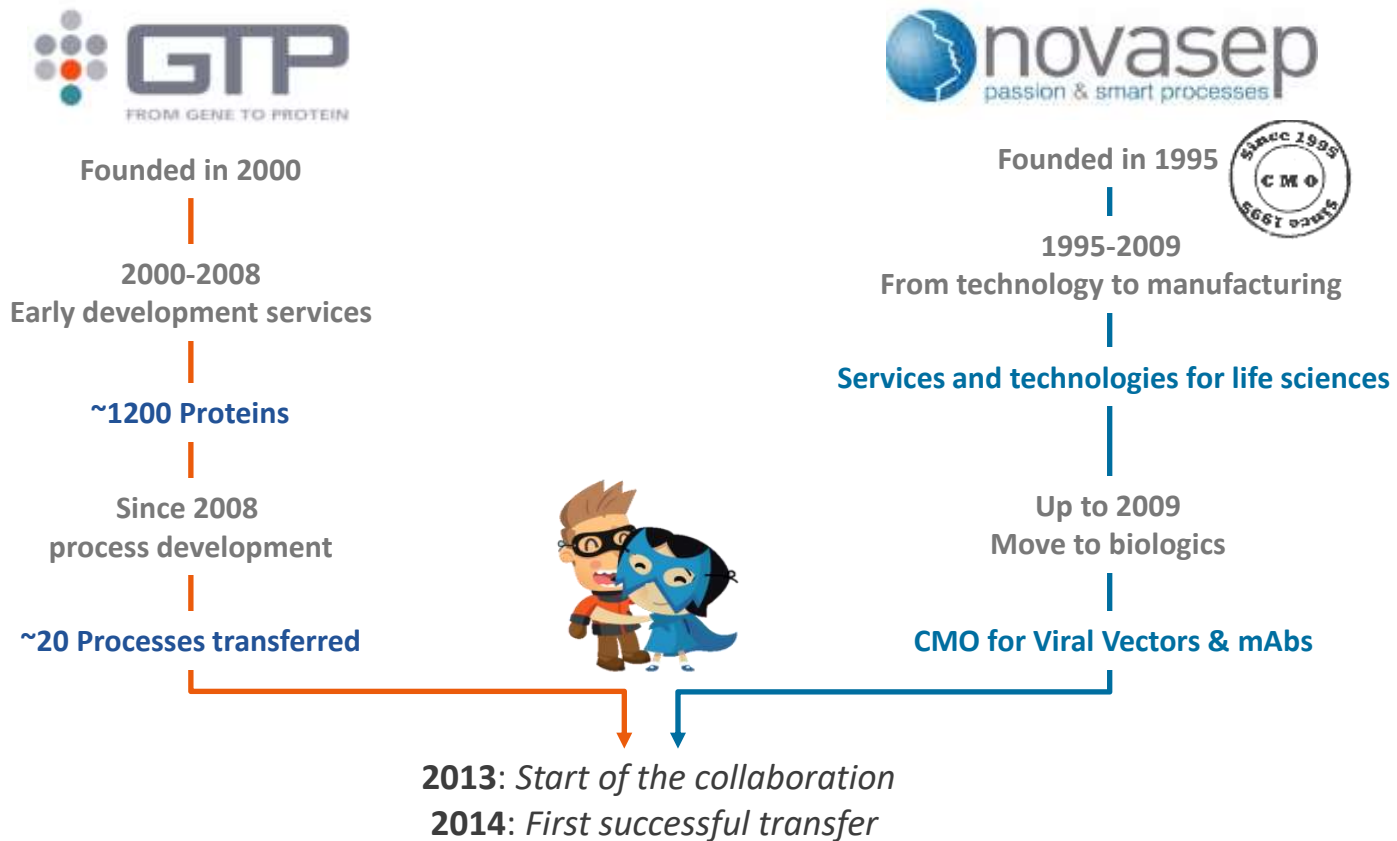 GTP
FROM GENE TO PROTEIN
Founded in 2000
2000-2008
Early development services
~1200 Proteins
Since 2008
process development
~20 Processes transferred
novasep
passion & smart processes
Founded in 1995
Since 1995
CMO
Since 1995
1995-2009
From technology to manufacturing
Services and technologies for life sciences
Up to 2009
Move to biologics
CMO for Viral Vectors & mAbs
2013: Start of the collaboration
2014: First successful transfer